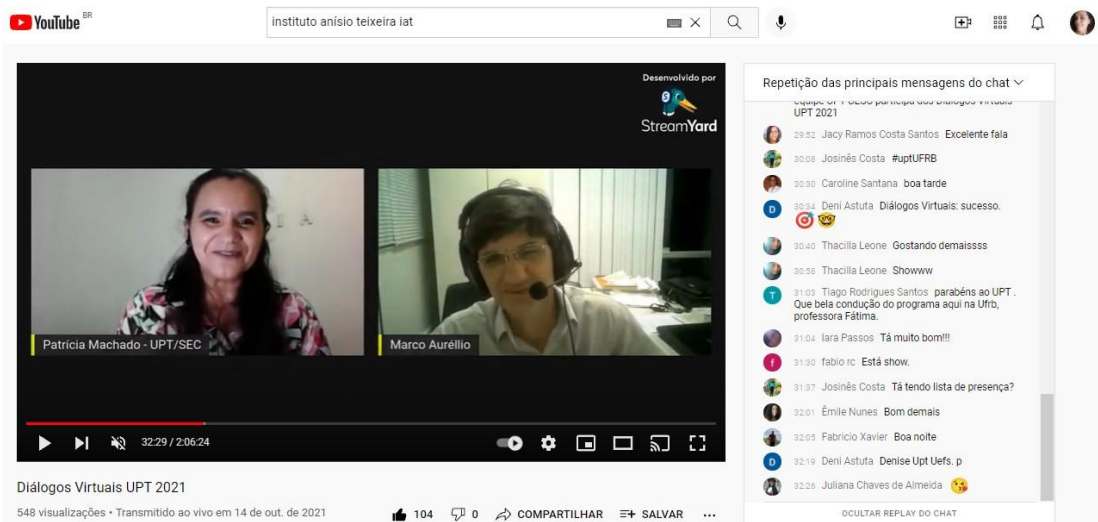 YouTube BR
instituto anísio teixeira iat
Desenvolvido por
StreamYard
Patrícia Machado - UPT/SEC
Marco Auréllio
32:29 / 2:06:24
Diálogos Virtuais UPT 2021
548 visualizações • Transmitido ao vivo em 14 de out. de 2021
104
0
COMPARTILHAR
SALVAR
Repetição das principais mensagens do chat
UPT 2021
29:52 Jacy Ramos Costa Santos Excelente fala
30:08 Josinês Costa #uptUFRB
30:30 Caroline Santana boa tarde
30:34 Deni Astuta Diálogos Virtuais: sucesso.
30:40 Thacilla Leone Gostando demaissss
30:58 Thacilla Leone Showww
31:03 Tiago Rodrigues Santos parabéns ao UPT .
Que bela condução do programa aqui na Ufrb,
professora Fátima.
31:04 Iara Passos Tá muito bom!!!
31:30 fabio rc Está show.
31:37 Josinês Costa Tá tendo lista de presença?
32:01 Êmile Nunes Bom demais
32:05 Fabricio Xavier Boa noite
32:19 Deni Astuta Denise Upt Uefs. p
32:26 Juliana Chaves de Almeida
OCULTAR REPLAY DO CHAT